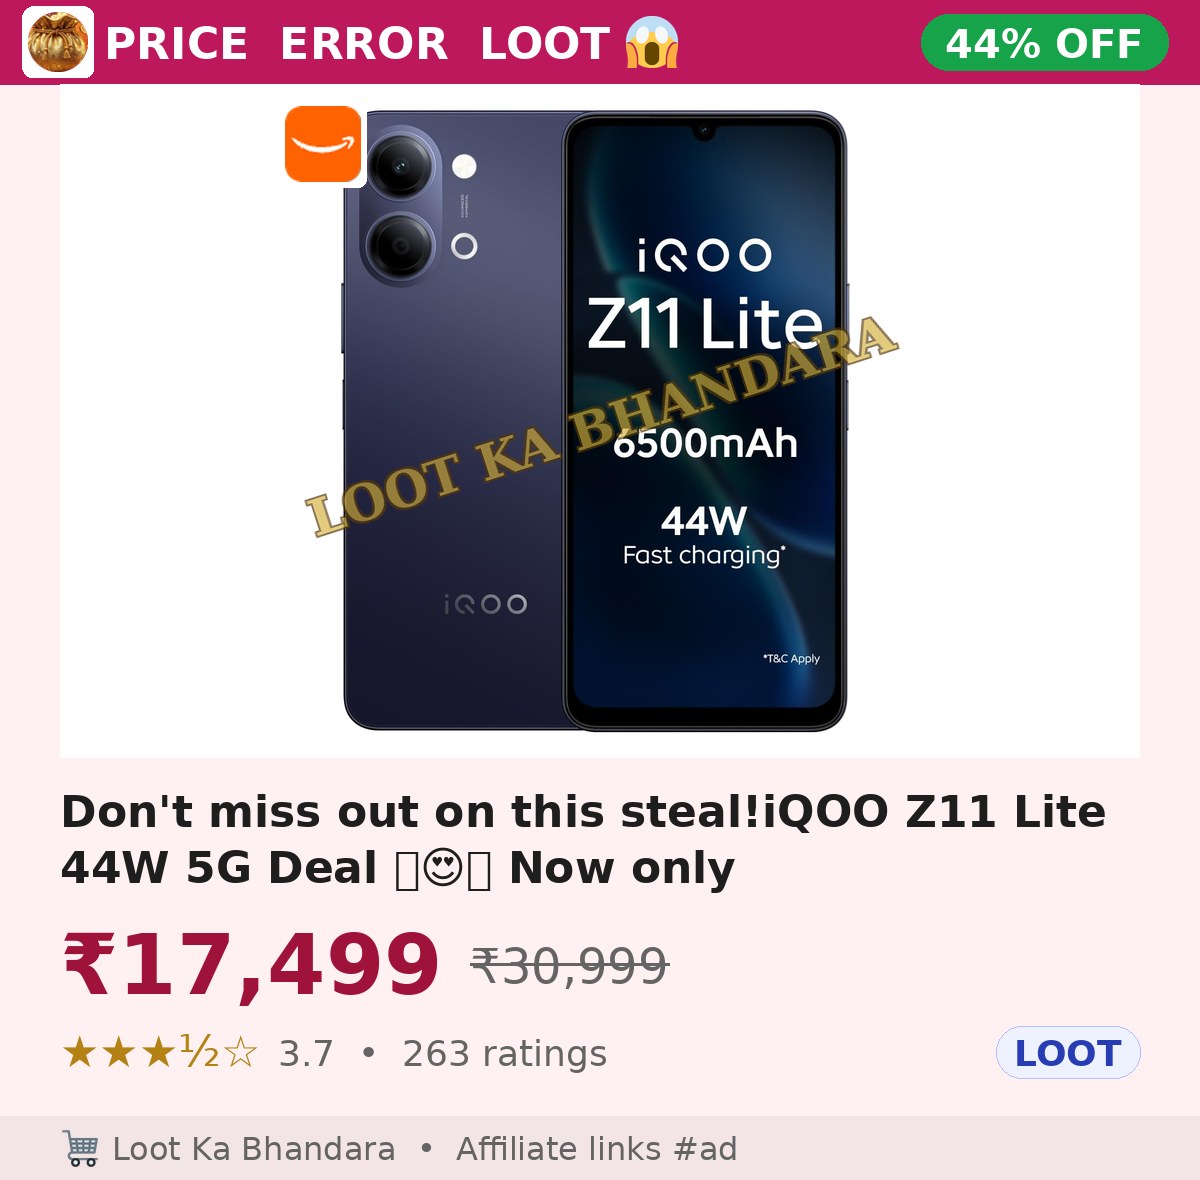 PRICE ERROR LOOT 😱
44% OFF
iQOO
Z11 Lite
LOOT KA BHANDARA
6500mAh
44W
Fast charging*
iQOO
*T&C Apply
Don't miss out on this steal!iQOO Z11 Lite
44W 5G Deal 😍 Now only
₹17,499 ₹30,999
★★★½☆ 3.7 • 263 ratings
LOOT
Loot Ka Bhandara • Affiliate links #ad